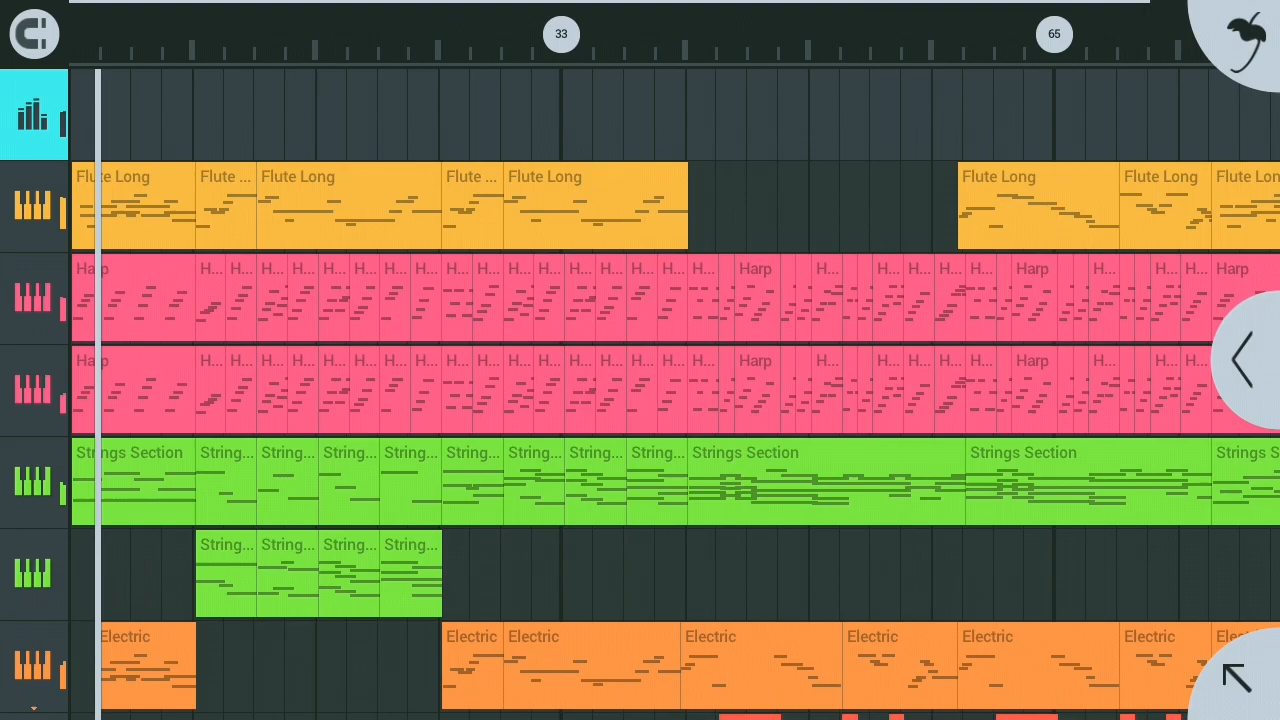 33 65
Flute Long Flute ... Flute Long Flute ... Flute Long Flute Long Flute Long Flute Lon
Harp H... H... H... H... H... H... H... H... H... H... H... H... H... H... H... H... H... Harp H... H... H... H... H... Harp H... H... H... Harp
Harp H... H... H... H... H... H... H... H... H... H... H... H... H... H... H... H... H... Harp H... H... H... H... H... Harp H... H... H...
Strings Section String... String... String... String... String... String... String... String... Strings Section Strings Section Strings S
String... String... String... String...
Electric Electric Electric Electric Electric Electric Electric Elec